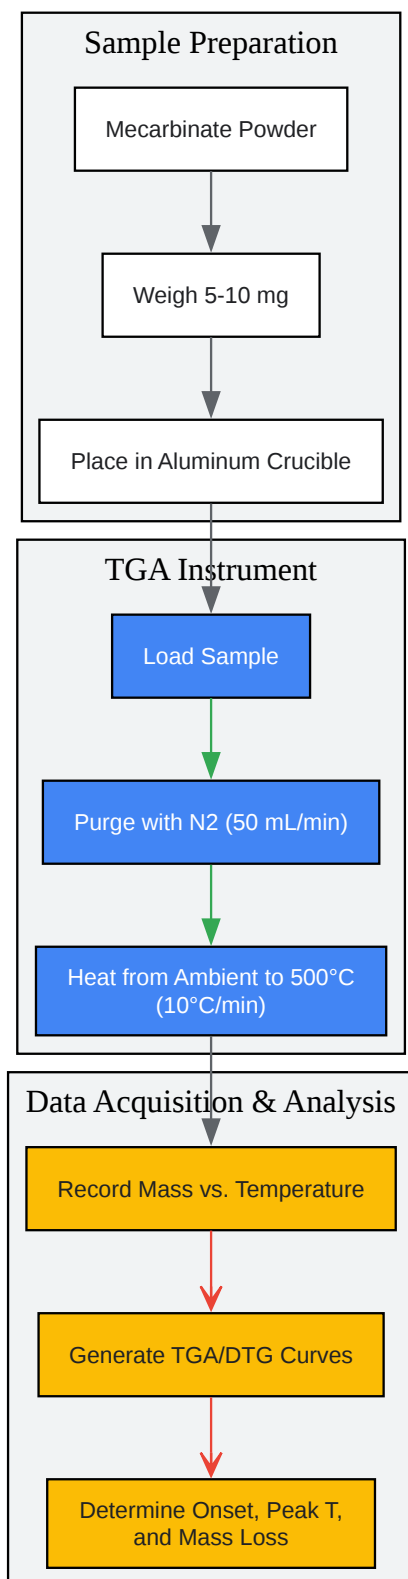 Sample Preparation
Mecarbinate Powder
Weigh 5-10 mg
Place in Aluminum Crucible
TGA Instrument
Load Sample
Purge with N2 (50 mL/min)
Heat from Ambient to 500°C
(10°C/min)
Data Acquisition & Analysis
Record Mass vs. Temperature
Generate TGA/DTG Curves
Determine Onset, Peak T,
and Mass Loss